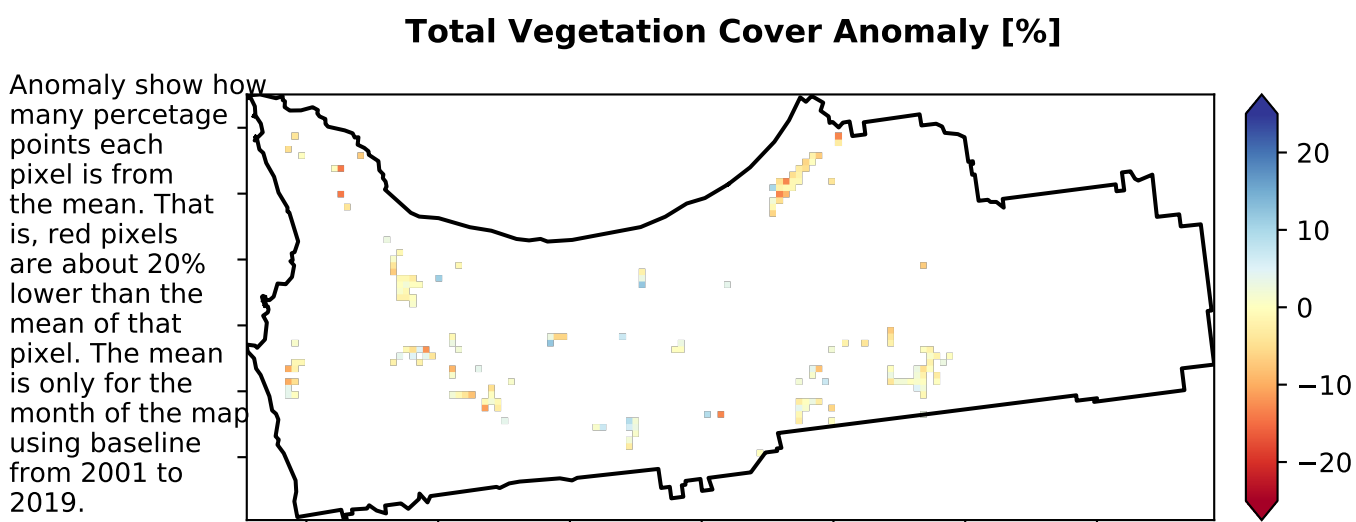 Total Vegetation Cover Anomaly [%]
Anomaly show how
many percetage
points each
pixel is from
the mean. That
is, red pixels
are about 20%
lower than the
mean of that
pixel. The mean
is only for the
month of the map
using baseline
from 2001 to
2019.
20
10
0
−10
−20